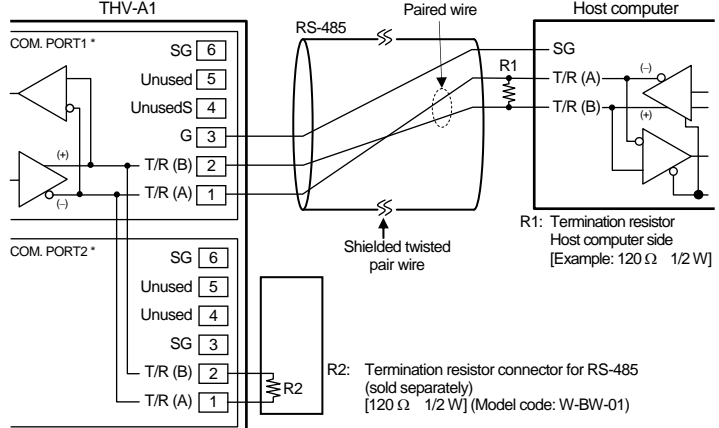 THV-A1
Paired wire
Host computer
COM. PORT1 *
SG 6
Unused 5
UnusedS 4
G 3
T/R (B) 2
T/R (A) 1
(+)
(–)
RS-485
R1
SG
T/R (A)
T/R (B)
(–)
(+)
Shielded twisted
pair wire
R1: Termination resistor
Host computer side
[Example: 120 Ω 1/2 W]
COM. PORT2 *
SG 6
Unused 5
Unused 4
SG 3
T/R (B) 2
T/R (A) 1
R2
R2: Termination resistor connector for RS-485
(sold separately)
[120 Ω 1/2 W] (Model code: W-BW-01)